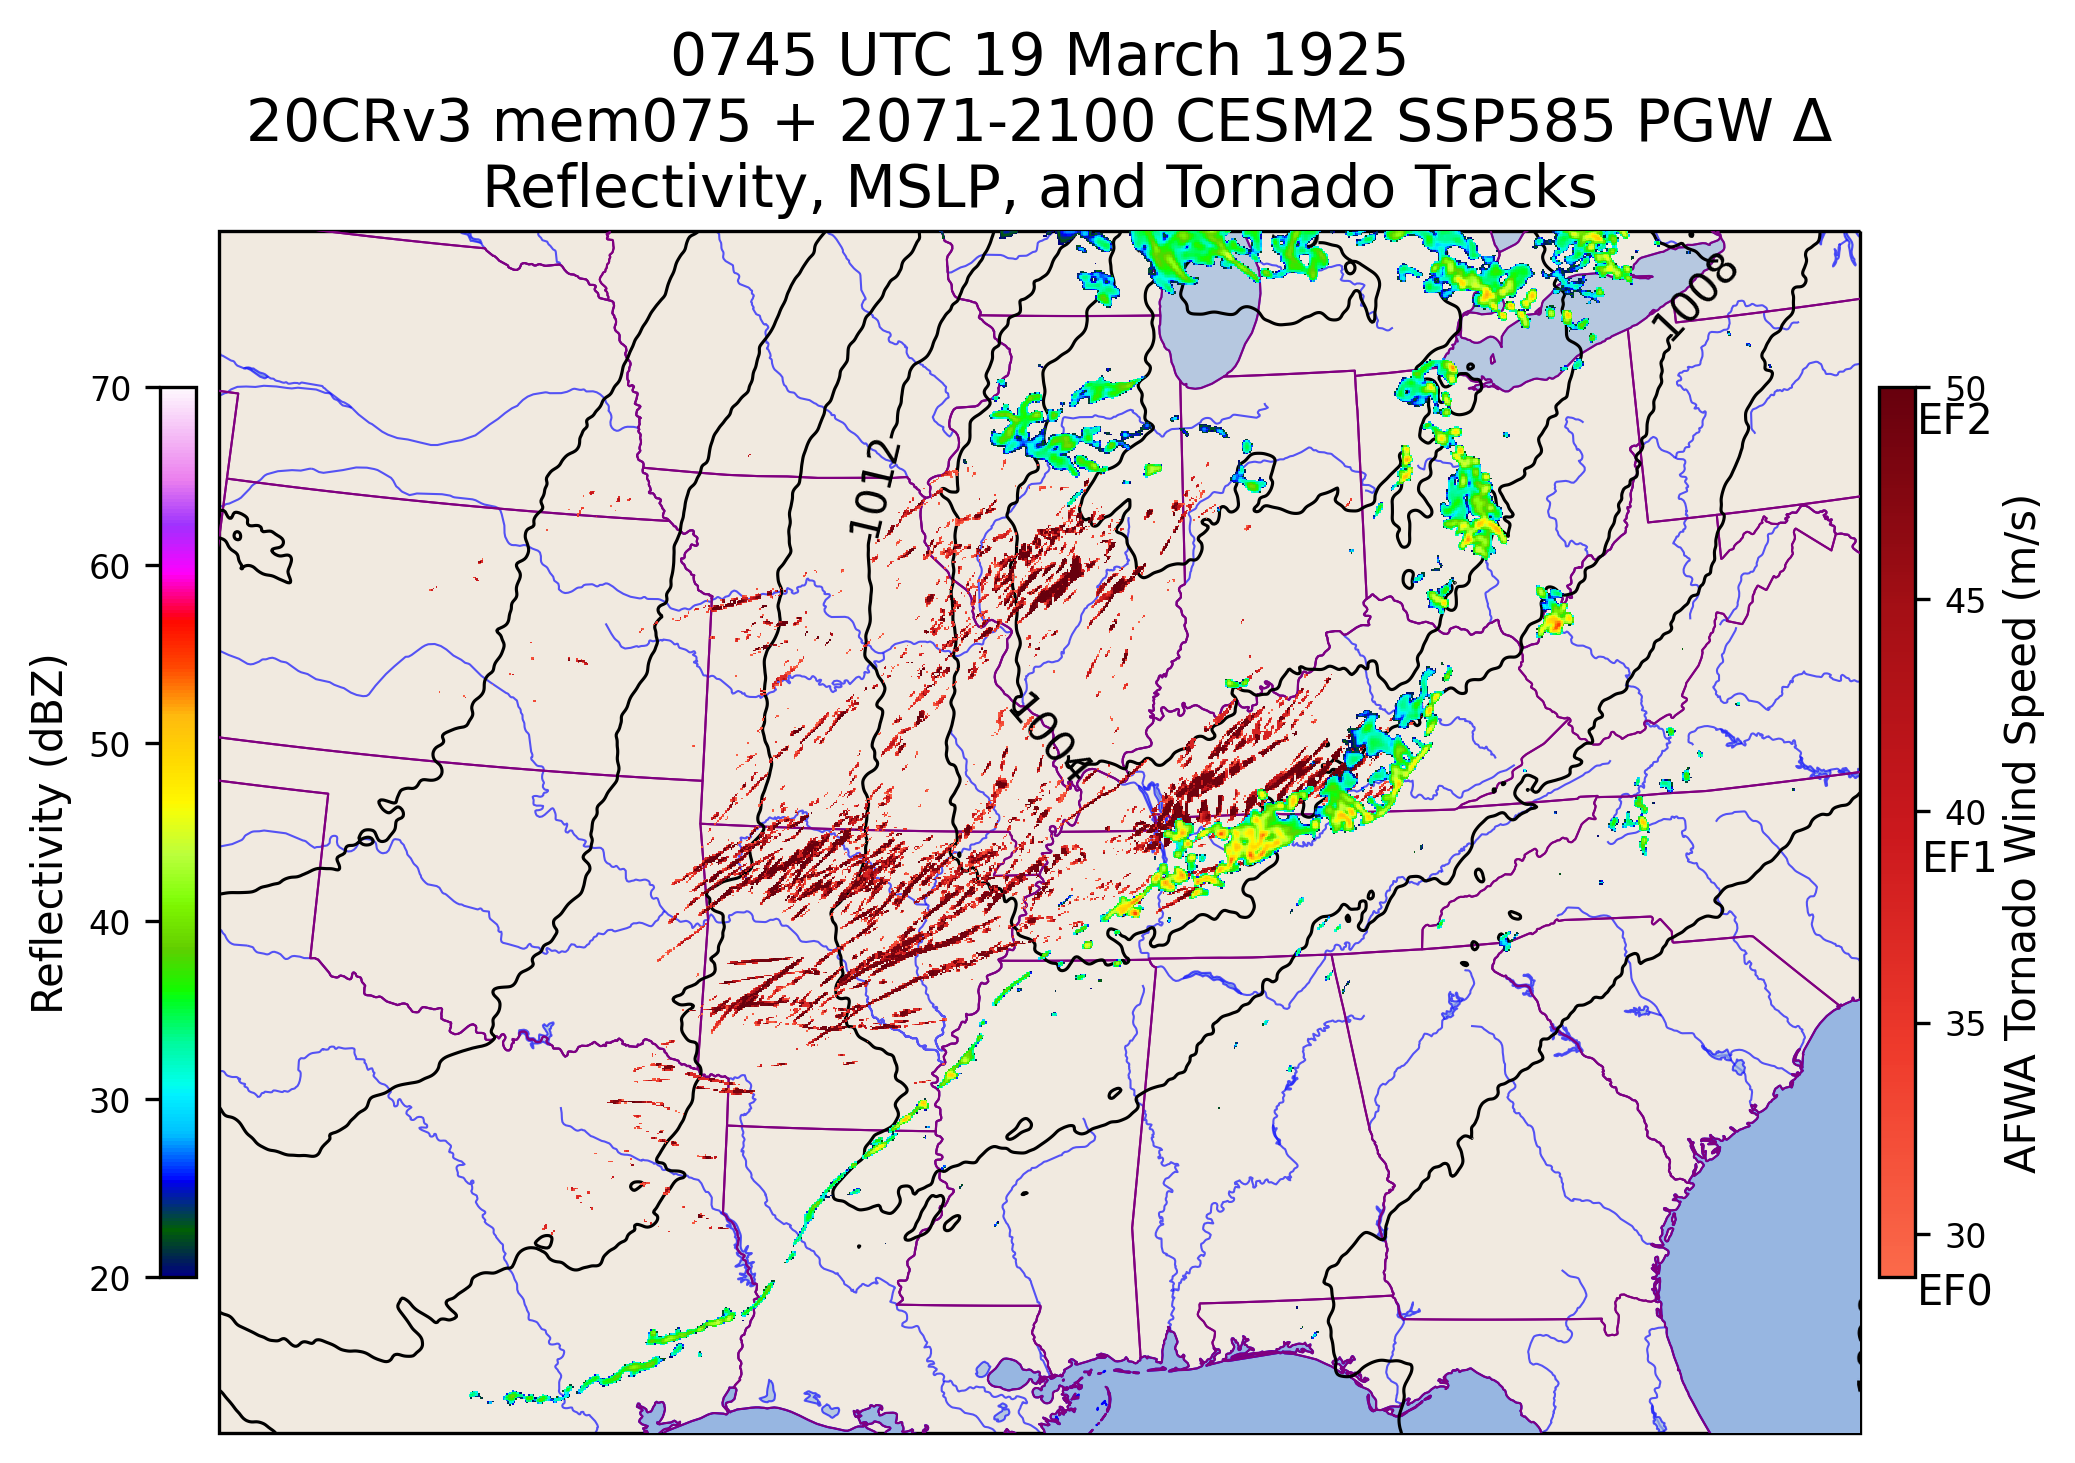 0745 UTC 19 March 1925
20CRv3 mem075 + 2071-2100 CESM2 SSP585 PGW Δ
Reflectivity, MSLP, and Tornado Tracks
Reflectivity (dBZ)
70
60
50
40
30
20
1008
1012
1004
50
EF2
45
40
EF1
35
30
EF0
AFWA Tornado Wind Speed (m/s)